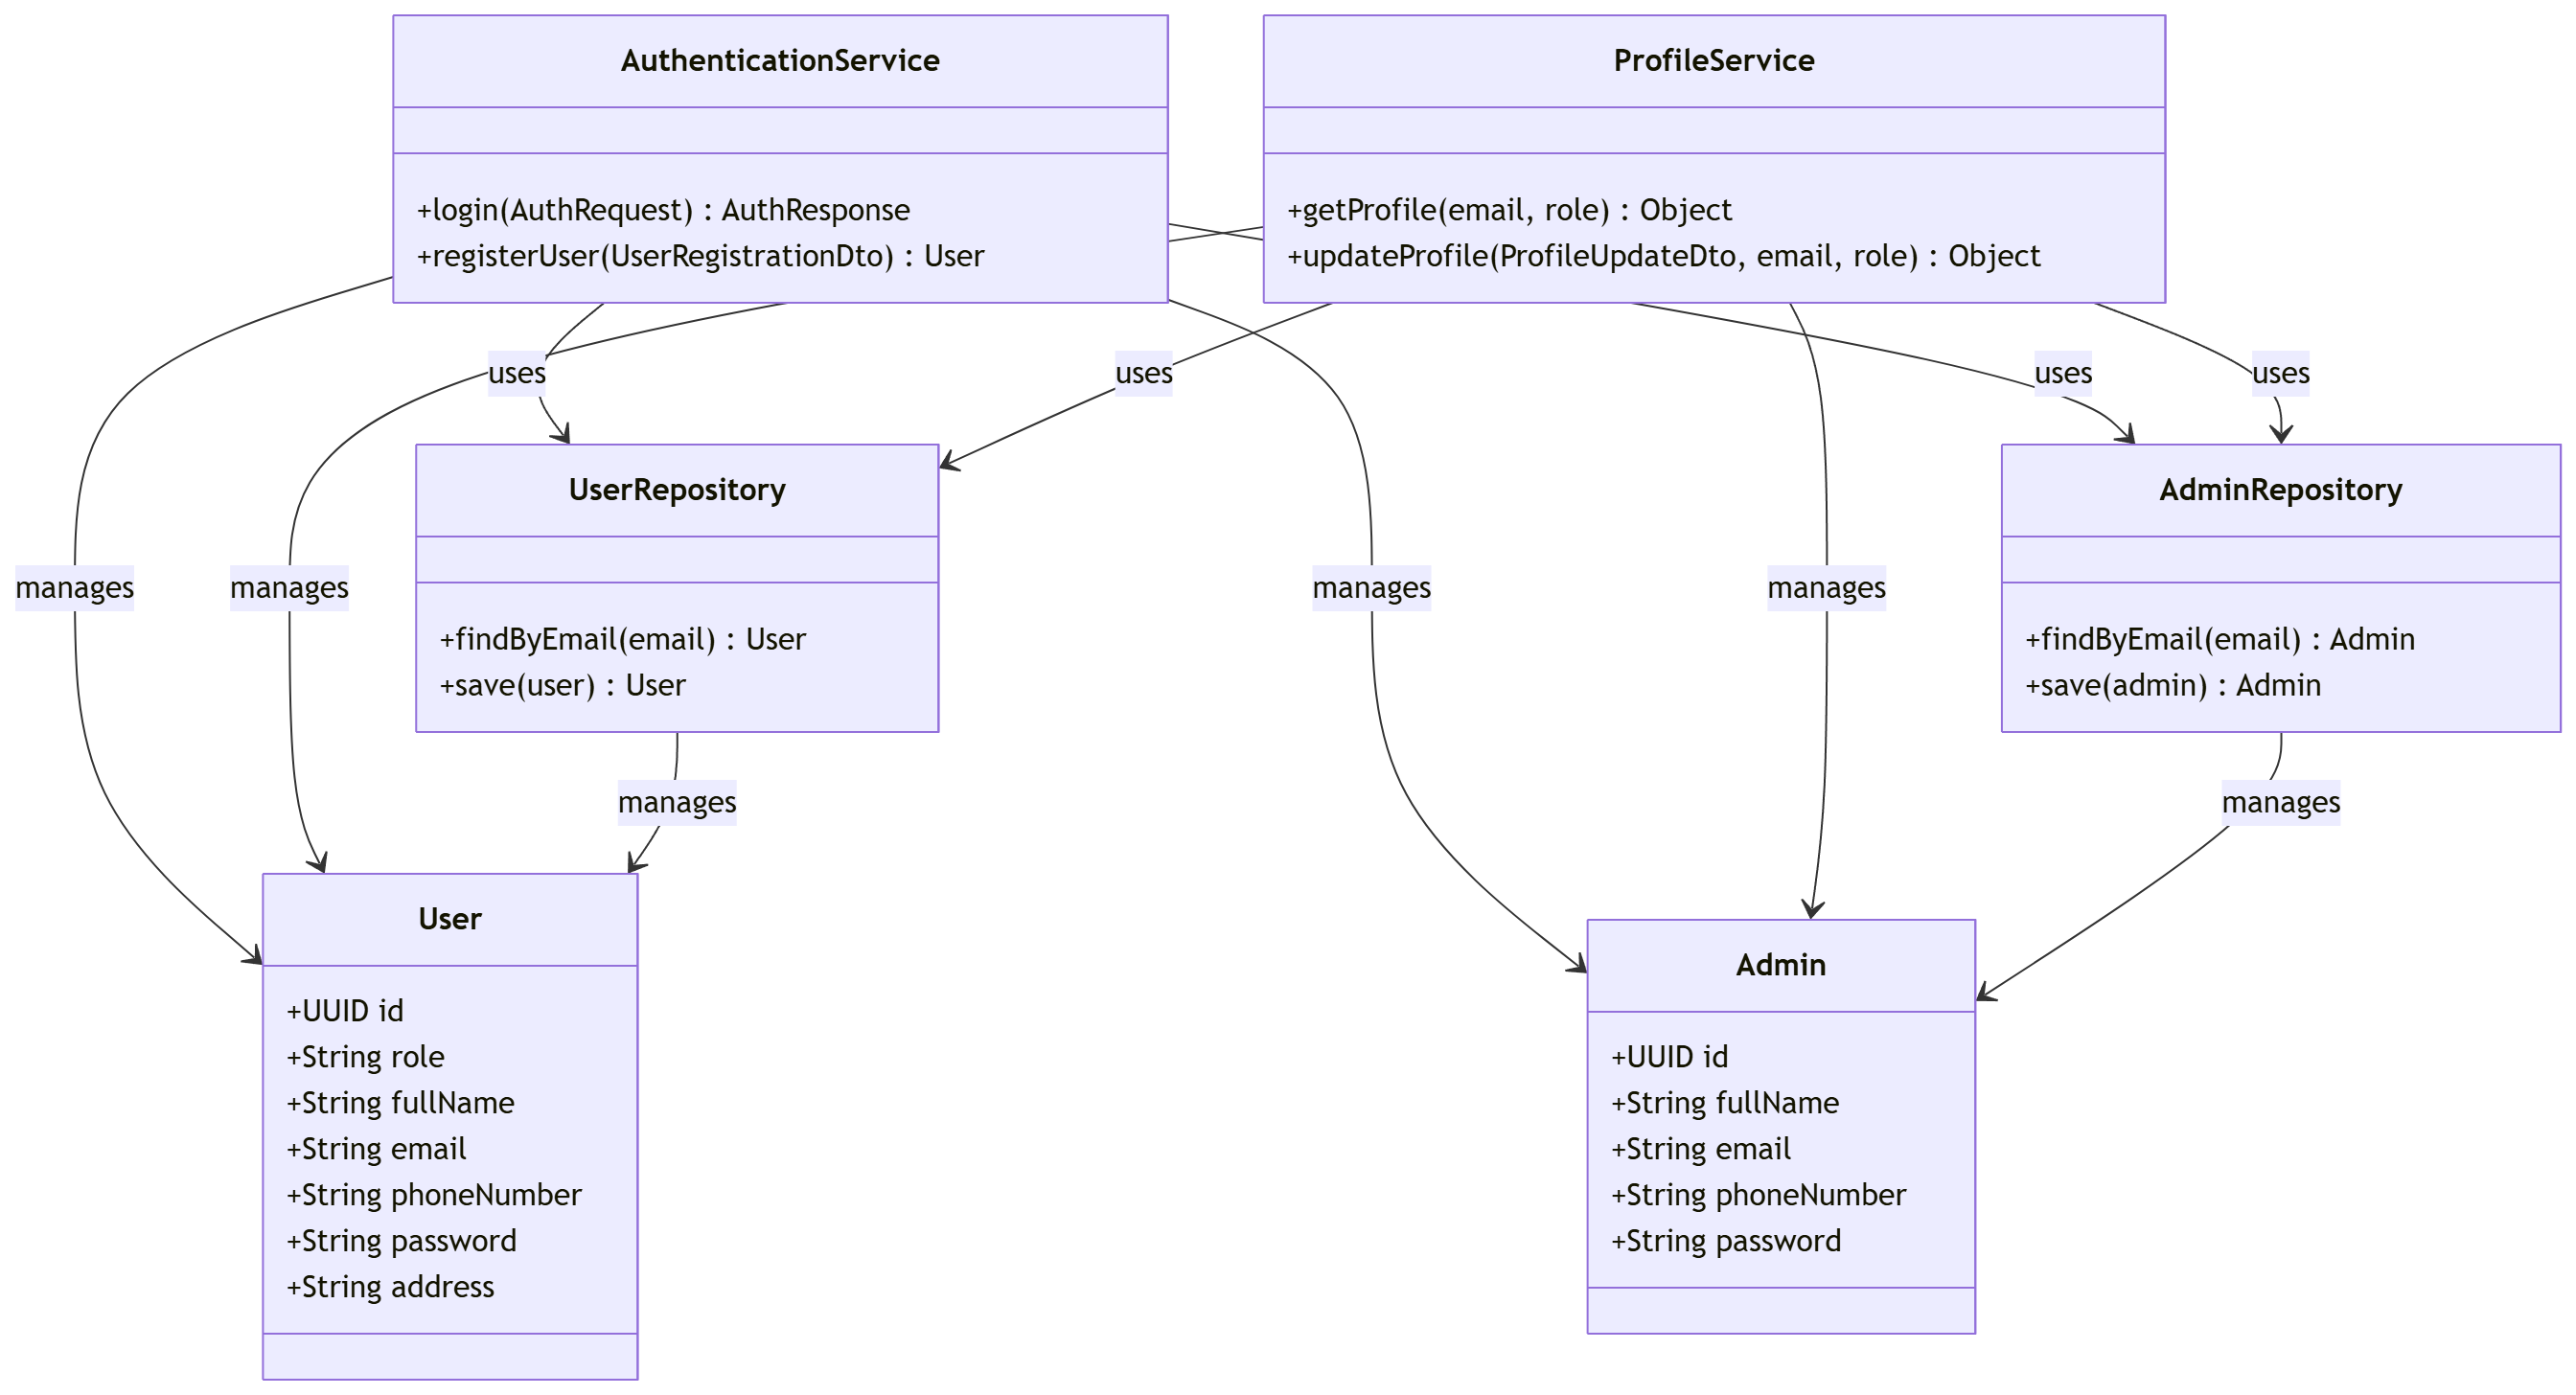 AuthenticationService
+login(AuthRequest) : AuthResponse
+registerUser(UserRegistrationDto) : User
ProfileService
+getProfile(email, role) : Object
+updateProfile(ProfileUpdateDto, email, role) : Object
uses
uses
uses
uses
UserRepository
+findByEmail(email) : User
+save(user) : User
AdminRepository
+findByEmail(email) : Admin
+save(admin) : Admin
manages
manages
manages
manages
manages
manages
User
+UUID id
+String role
+String fullName
+String email
+String phoneNumber
+String password
+String address
Admin
+UUID id
+String fullName
+String email
+String phoneNumber
+String password